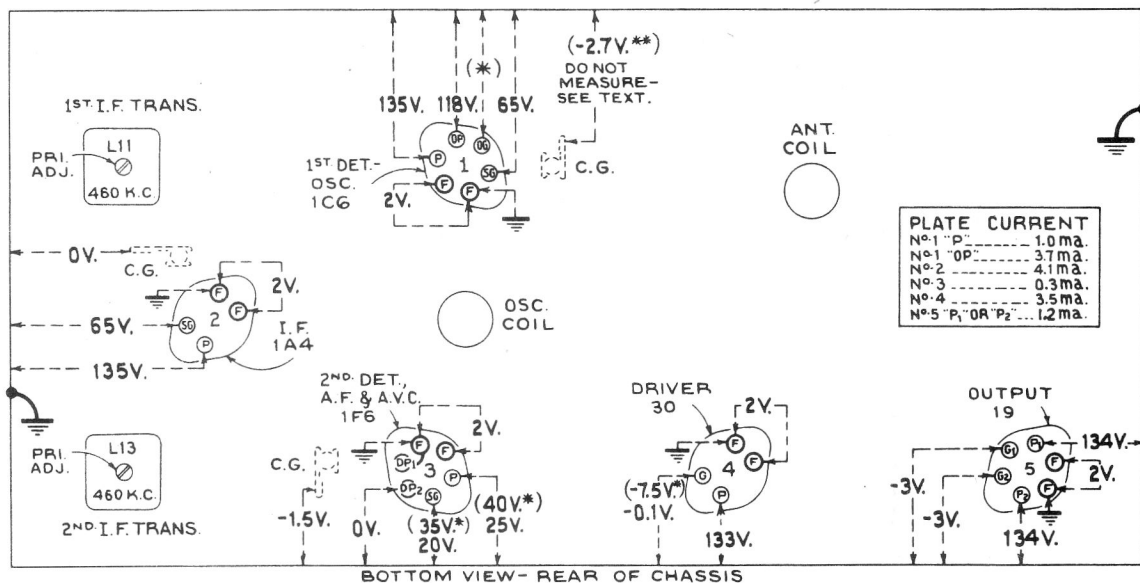 (-2.7V.**)
DO NOT
MEASURE-
SEE TEXT.
(*)
135V. 118V. 65V.
1ST. I.F. TRANS.
L11
PRI.
ADJ.
460 K.C.
1ST. DET.-
OSC.
1C6
OP
OG
P
1
SG
F
F
2V.
C.G.
ANT.
COIL
PLATE CURRENT
No.1 "P" 1.0 ma.
No.1 "OP" 3.7 ma.
No.2 4.1 ma.
No.3 0.3 ma.
No.4 3.5 ma.
No.5 "P1" OR "P2" 1.2 ma.
0V.
C.G.
F
2V.
F
2
SG
P
65V.
I.F.
1A4
135V.
OSC.
COIL
2ND. DET.,
A.F. & A.V.C.
1F6
2V.
F
F
DP1
3
P
DP2
SG
C.G.
-1.5V.
0V.
(35V.*)
20V.
(40V.*)
25V.
L13
PRI.
ADJ.
460 K.C.
2ND. I.F. TRANS.
DRIVER
30
2V.
F
F
G
4
P
(-7.5V.*)
-0.1V.
133V.
OUTPUT
19
G1
P1
134V.
5
F
2V.
G2
P2
F
-3V.
-3V.
134V.
BOTTOM VIEW - REAR OF CHASSIS